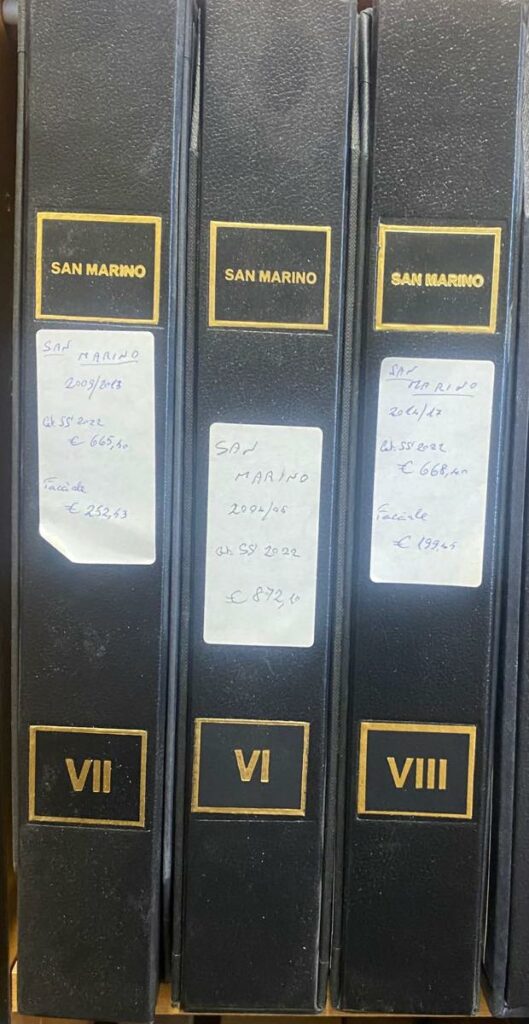 SAN MARINO
SAN
MARINO
2009/2013
Cat. SS 2022
€ 665,40
Facciale
€ 252,43
VII
SAN MARINO
SAN
MARINO
2004/08
Cat. SS 2022
€ 872,10
VI
SAN MARINO
SAN
MARINO
2014/17
Cat. SS 2022
€ 668,40
Facciale
€ 199,45
VIII